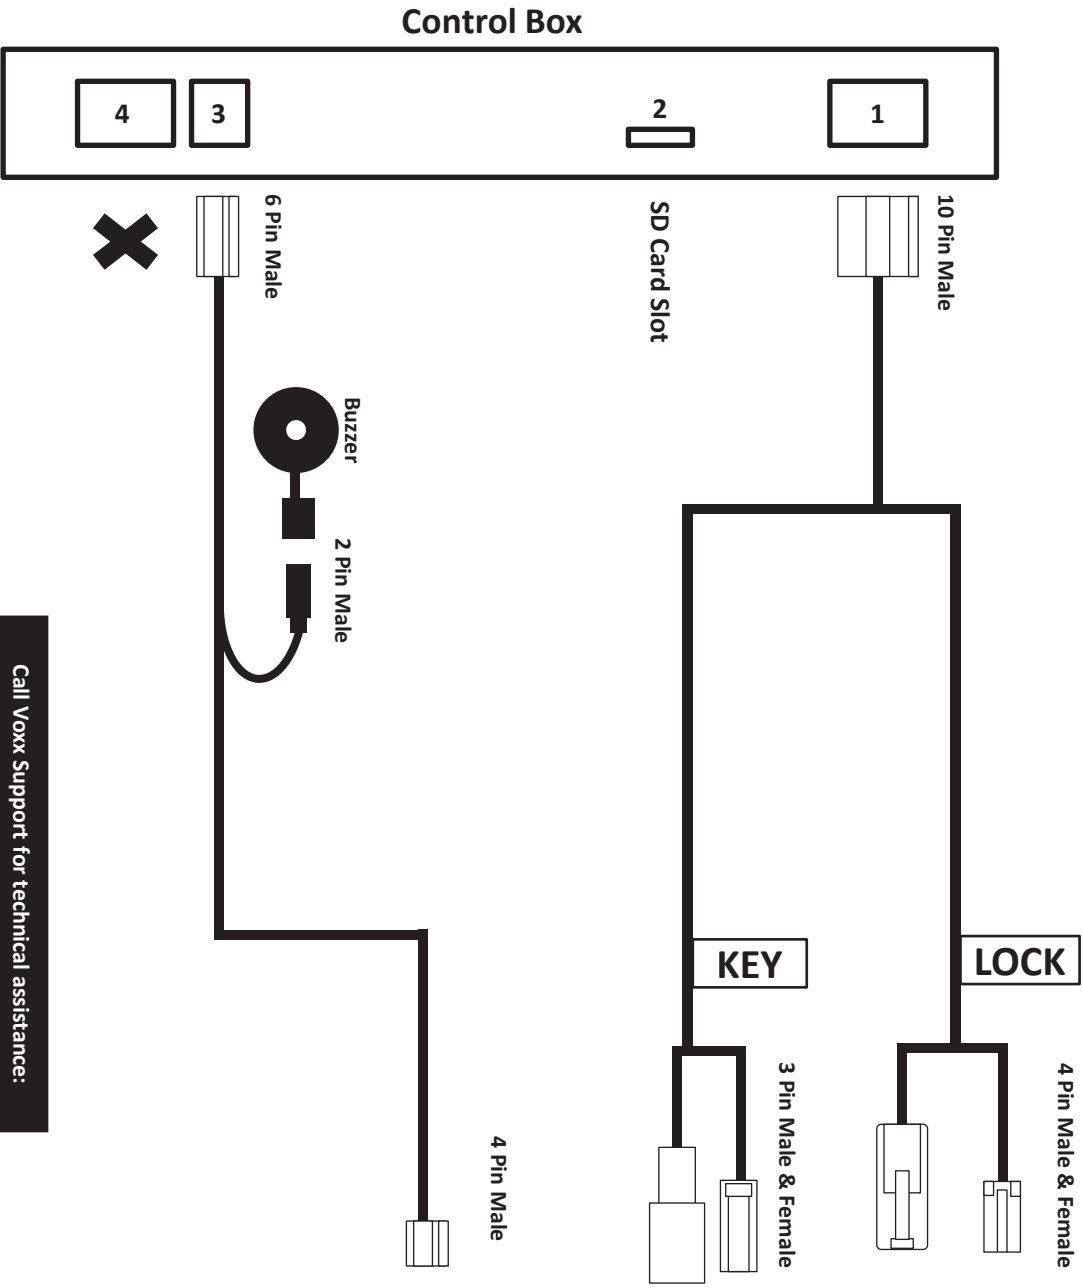 Control Box
4
3
2
1
6 Pin Male
SD Card Slot
10 Pin Male
Buzzer
2 Pin Male
KEY
LOCK
4 Pin Male
3 Pin Male & Female
4 Pin Male & Female
Call Voxx Support for technical assistance: